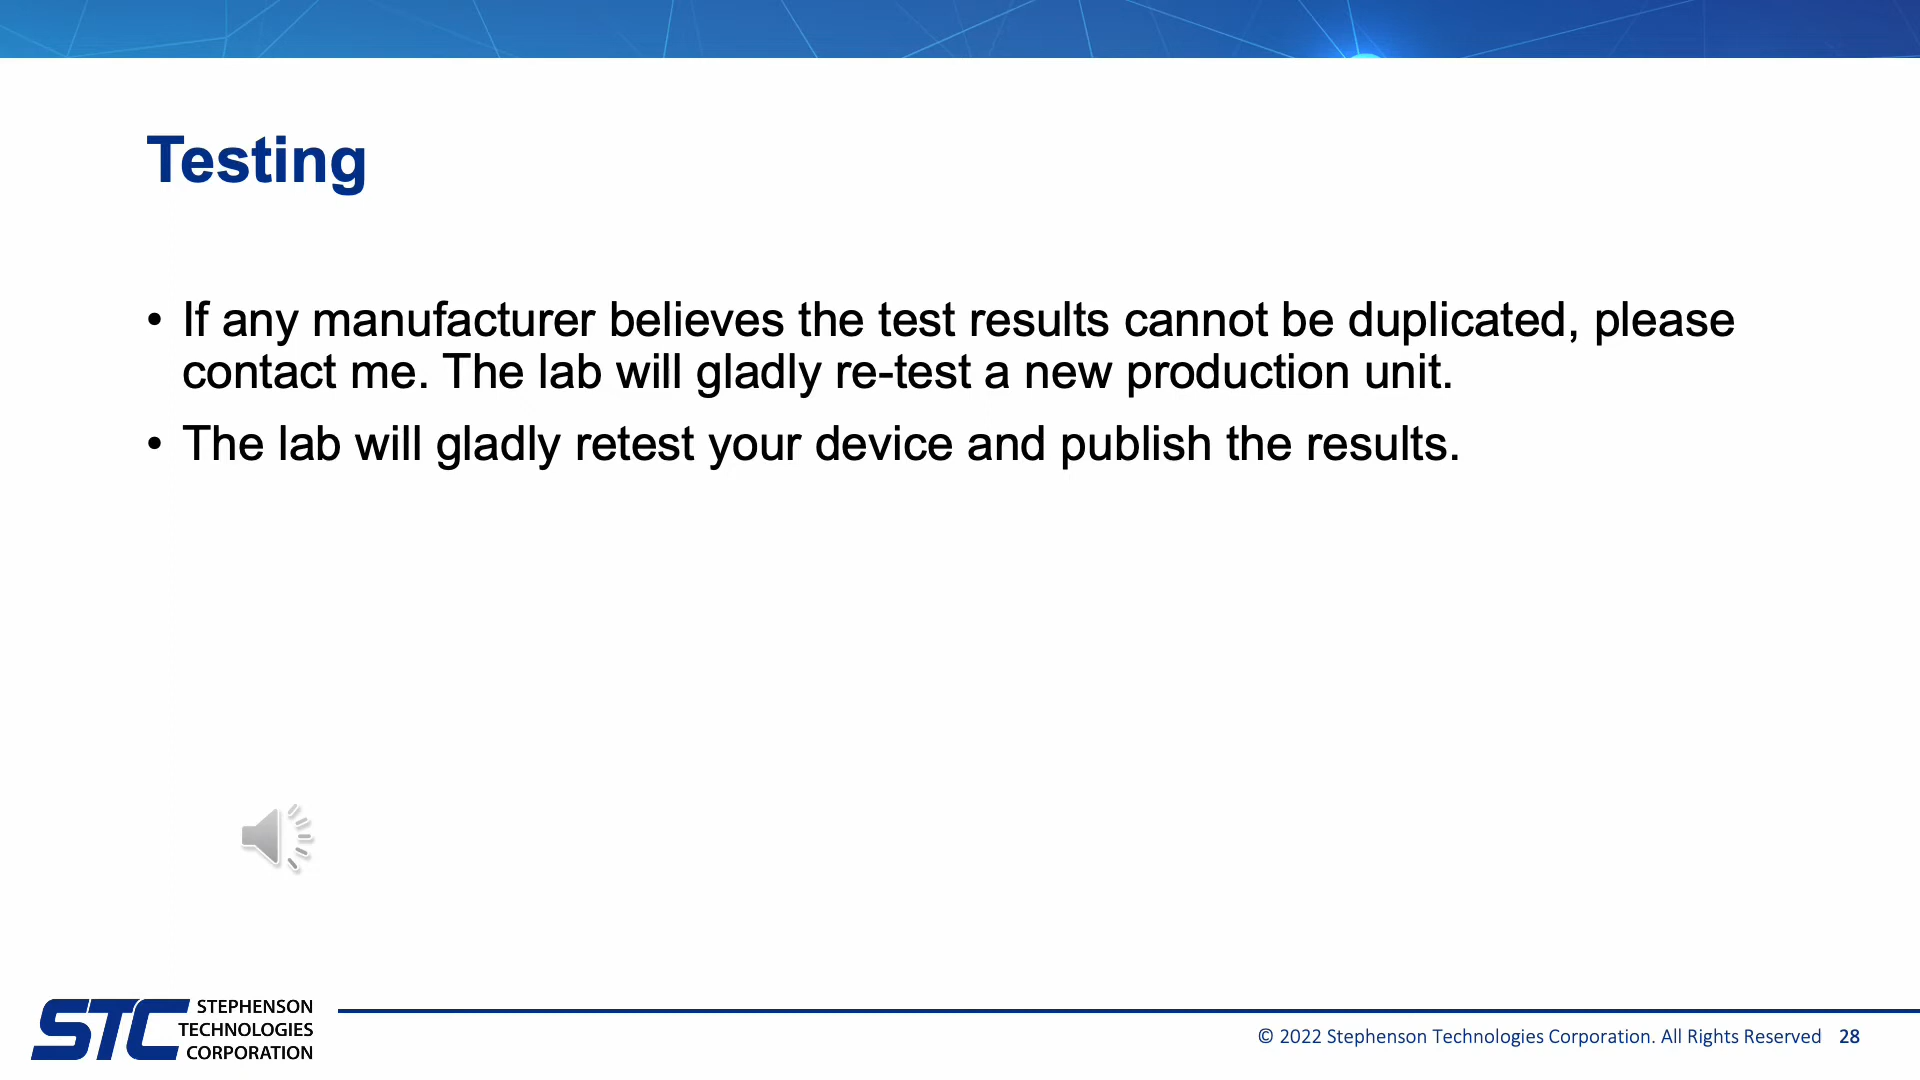 Testing
• If any manufacturer believes the test results cannot be duplicated, please
contact me. The lab will gladly re-test a new production unit.
• The lab will gladly retest your device and publish the results.
STC
STEPHENSON
TECHNOLOGIES
CORPORATION
© 2022 Stephenson Technologies Corporation. All Rights Reserved 28